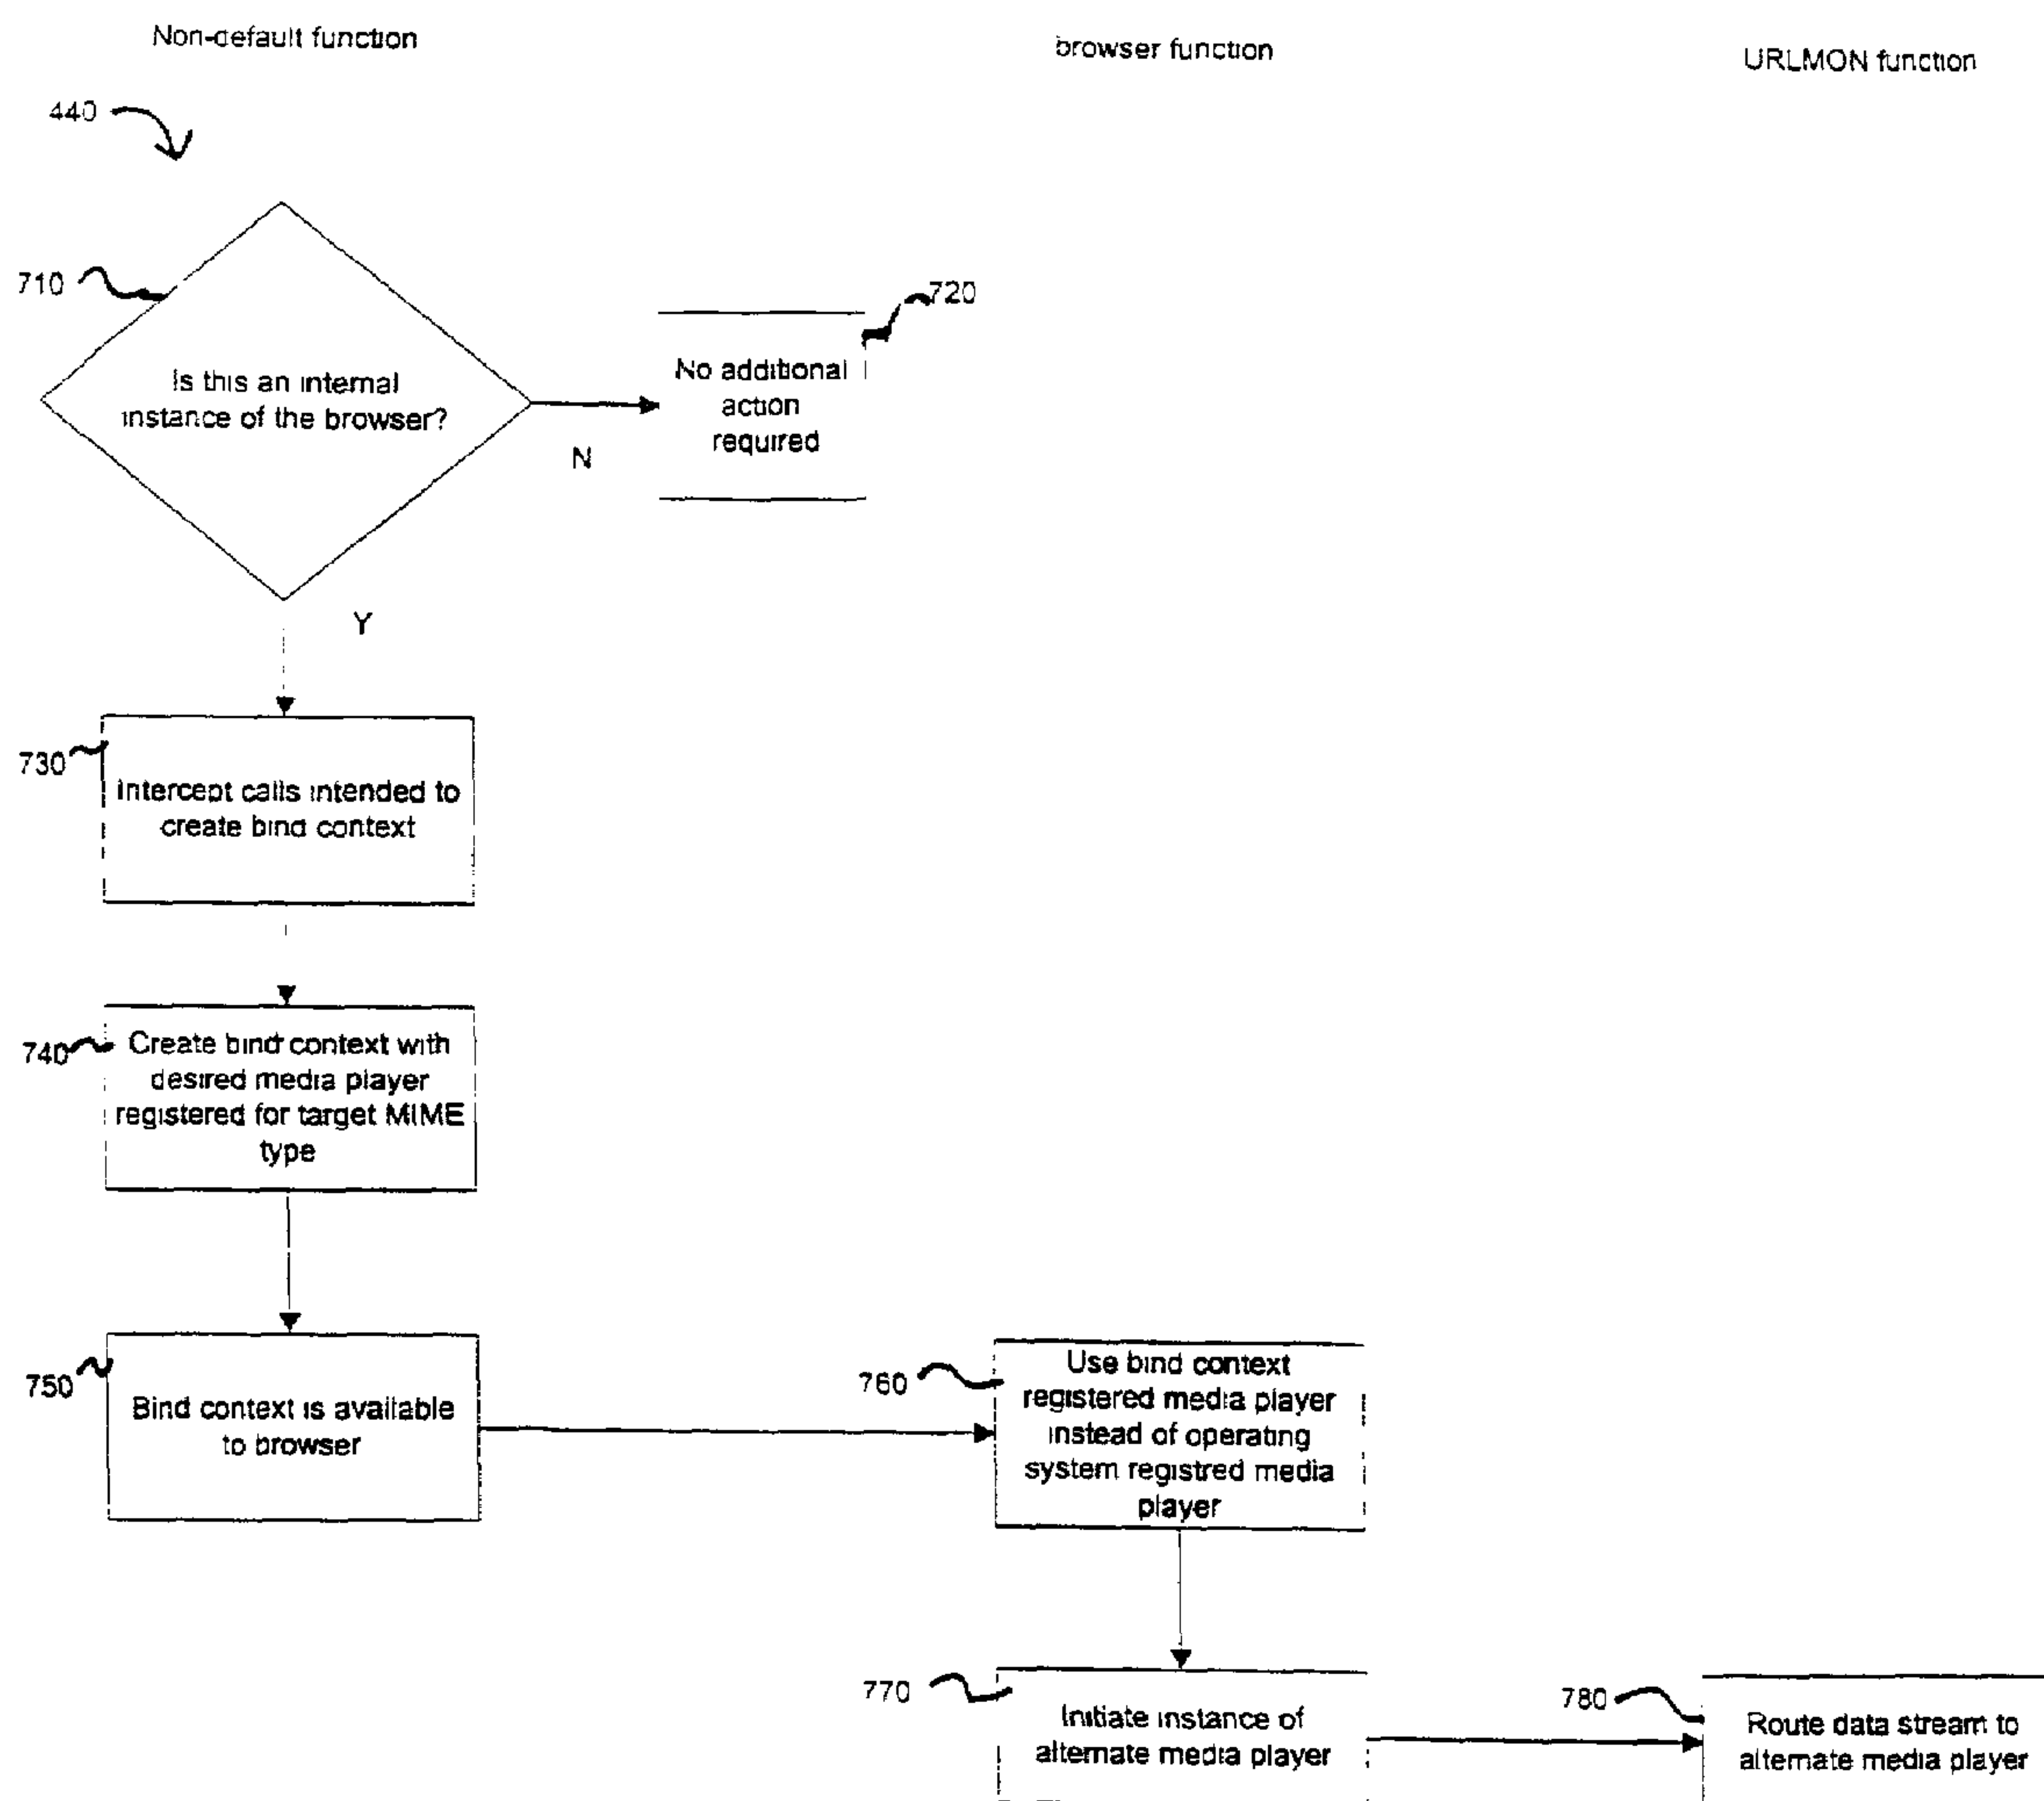 Non-default function
browser function
URLMON function
440
710
Is this an internal
instance of the browser?
720
No additional
action
required
N
Y
730
Intercept calls intended to
create bind context
740
Create bind context with
desired media player
registered for target MIME
type
750
Bind context is available
to browser
760
Use bind context
registered media player
instead of operating
system registred media
player
770
Initiate instance of
alternate media player
780
Route data stream to
alternate media player